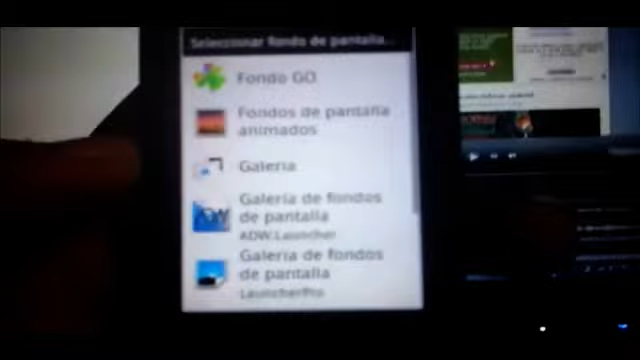 Seleccionar fondo de pantalla...
Fondo GO
Fondos de pantalla
animados
Galería
Galería de fondos
de pantalla
ADW.Launcher
Galería de fondos
de pantalla
LauncherPro